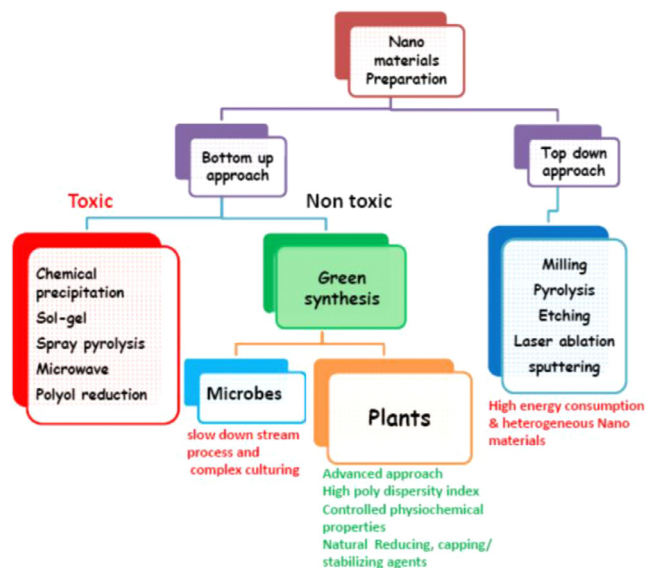 Nano
materials
Preparation
Bottom up
approach
Top down
approach
Toxic
Non toxic
Chemical
precipitation
Sol-gel
Spray pyrolysis
Microwave
Polyol reduction
Green
synthesis
Milling
Pyrolysis
Etching
Laser ablation
sputtering
Microbes
slow down stream
process and
complex culturing
Plants
Advanced approach
High poly dispersity index
Controlled physiochemical
properties
Natural Reducing, capping/
stabilizing agents
High energy consumption
& heterogeneous Nano
materials